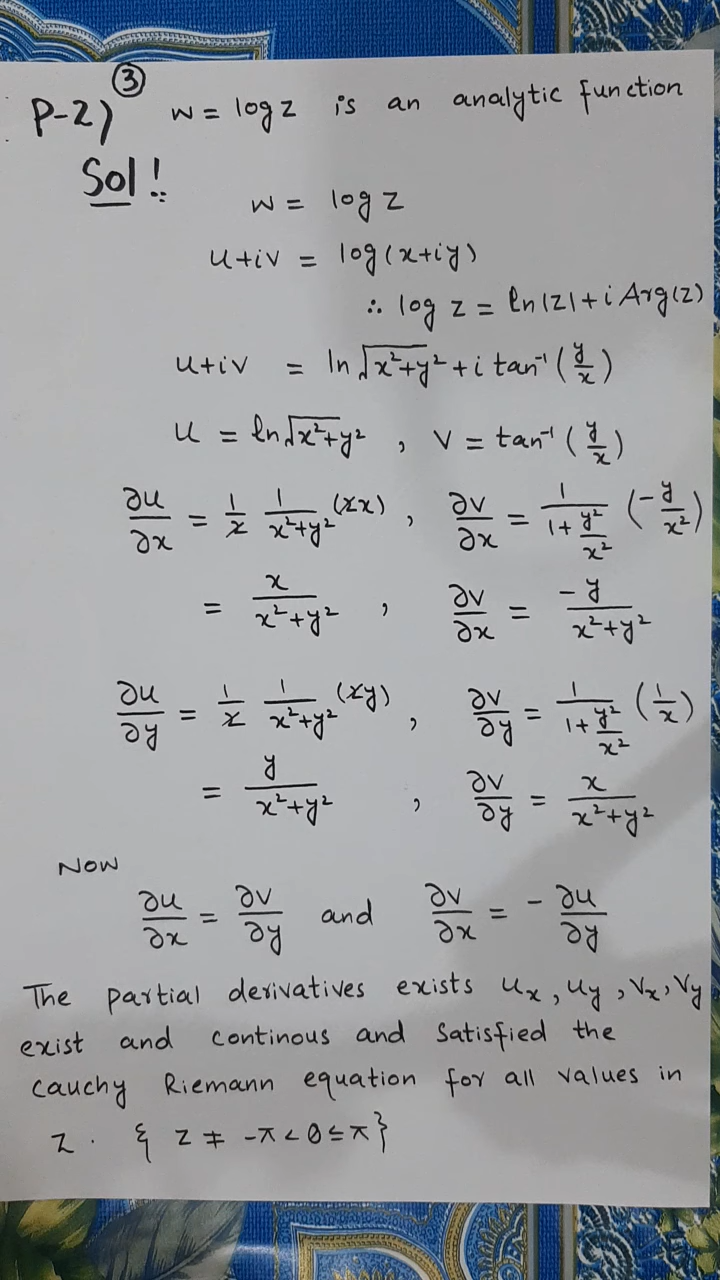 ③
P-2) w = log z is an analytic function
Sol!
w = log z
u+iv = log(x+iy)
∴ log z = ln|z|+i Arg(z)
u+iv = ln √x²+y² + i tan⁻¹ (y/x)
u = ln√x²+y² , v = tan⁻¹ (y/x)
∂u/∂x = 1/2 1/(x²+y²) (2x) , ∂v/∂x = 1/(1+y²/x²) (-y/x²)
= x/(x²+y²) , ∂v/∂x = -y/(x²+y²)
∂u/∂y = 1/2 1/(x²+y²) (2y) , ∂v/∂y = 1/(1+y²/x²) (1/x)
= y/(x²+y²) , ∂v/∂y = x/(x²+y²)
Now
∂u/∂x = ∂v/∂y and ∂v/∂x = - ∂u/∂y
The partial derivatives exists uₓ, u_y, vₓ, v_y
exist and continous and satisfied the
cauchy Riemann equation for all values in
z. { z ≠ -π < θ ≤ π}